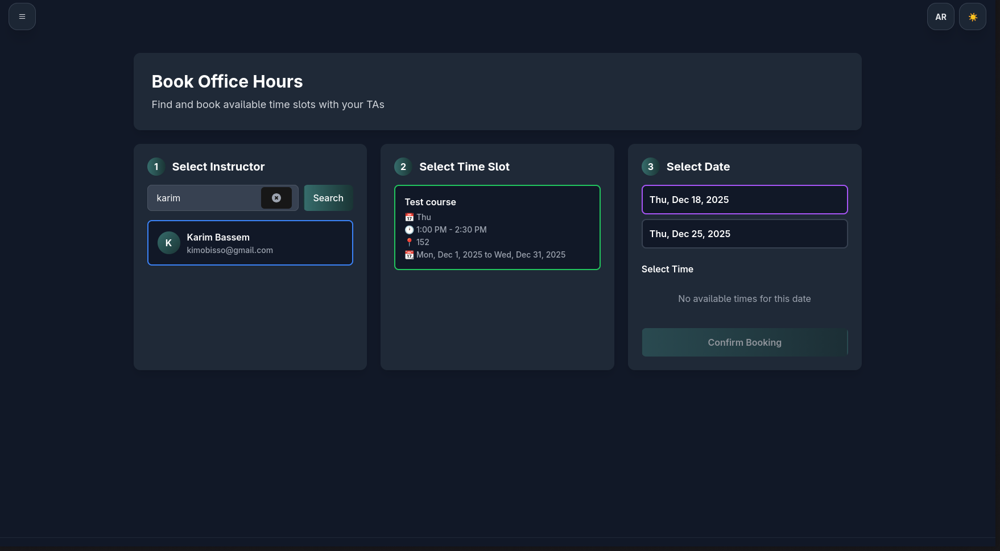 AR
Book Office Hours
Find and book available time slots with your TAs
1 Select Instructor
karim
Search
K
Karim Bassem
kimobisso@gmail.com
2 Select Time Slot
Test course
📅 Thu
🕐 1:00 PM - 2:30 PM
📍 152
📆 Mon, Dec 1, 2025 to Wed, Dec 31, 2025
3 Select Date
Thu, Dec 18, 2025
Thu, Dec 25, 2025
Select Time
No available times for this date
Confirm Booking